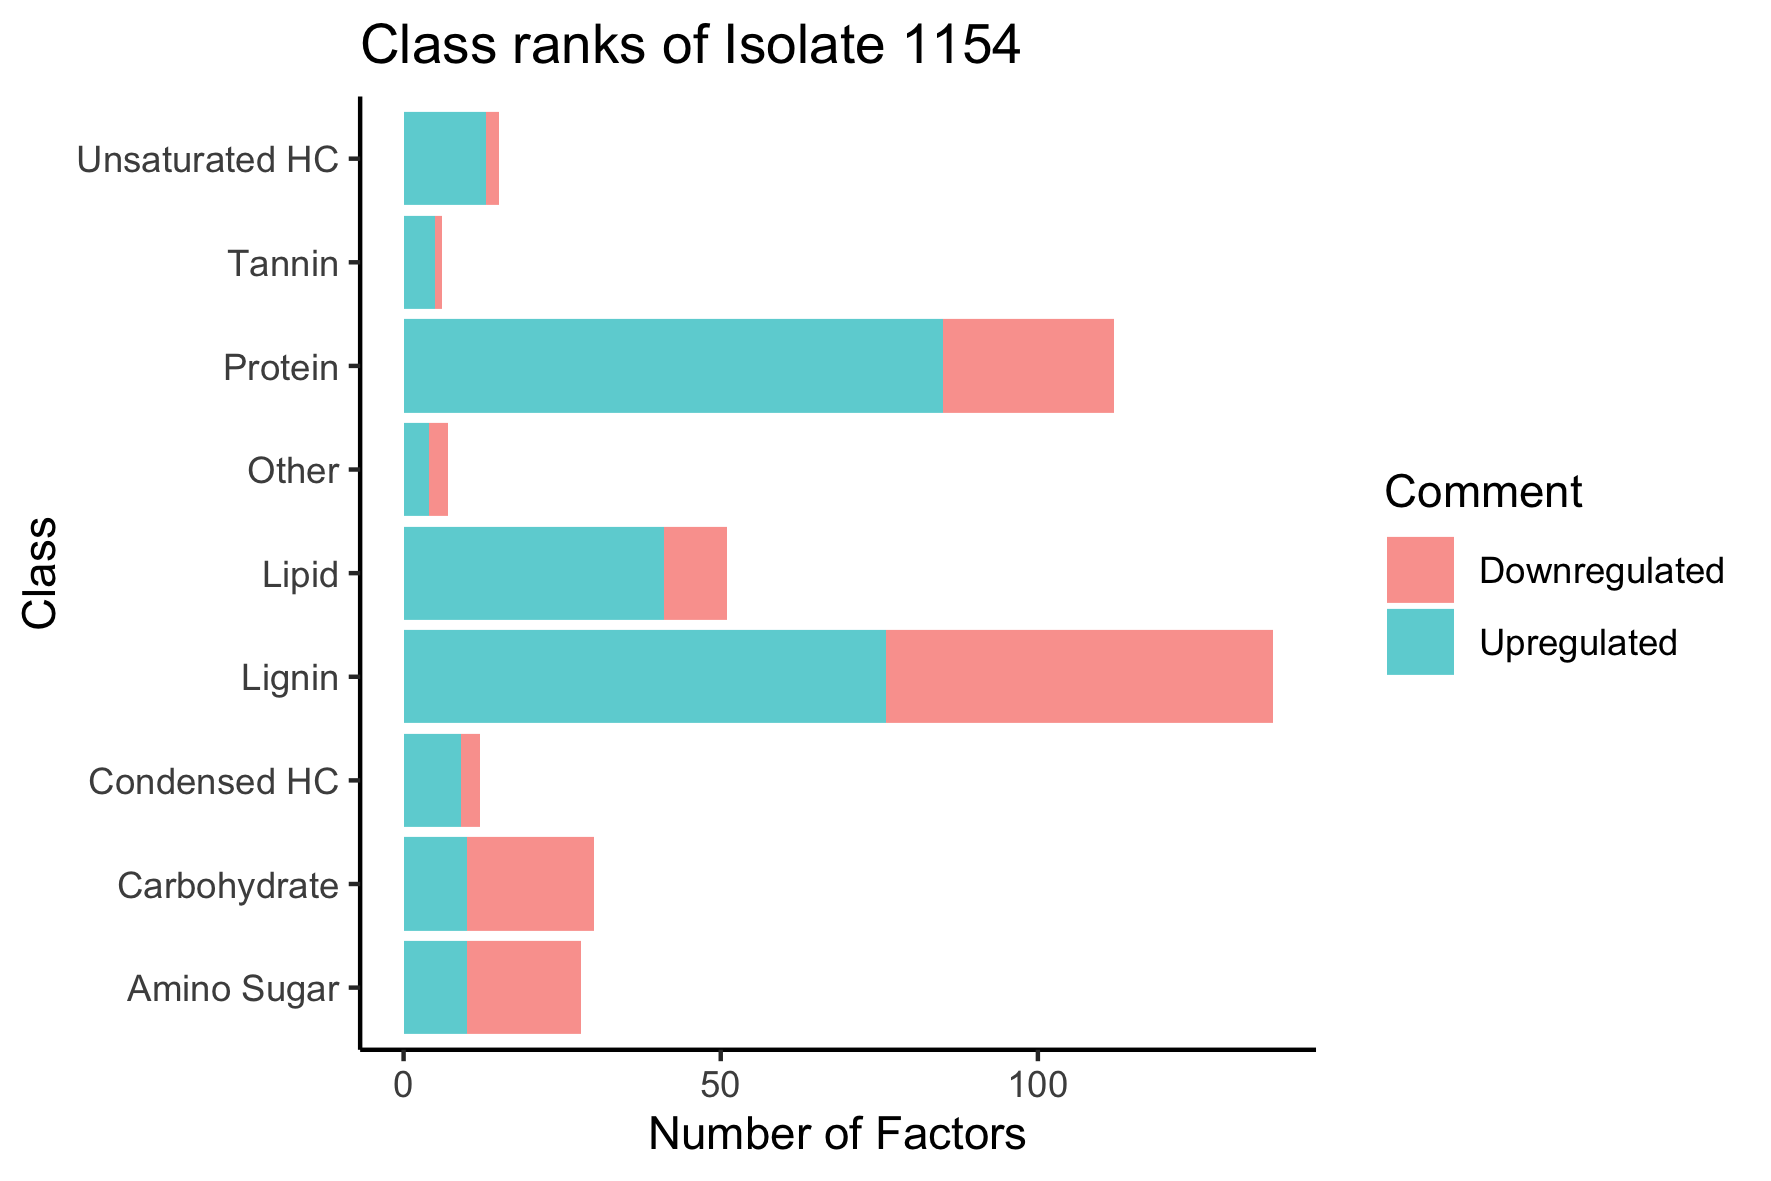 Class ranks of Isolate 1154
Unsaturated HC
Tannin
Protein
Other
Lipid
Lignin
Condensed HC
Carbohydrate
Amino Sugar
Class
0 50 100
Number of Factors
Comment
Downregulated
Upregulated